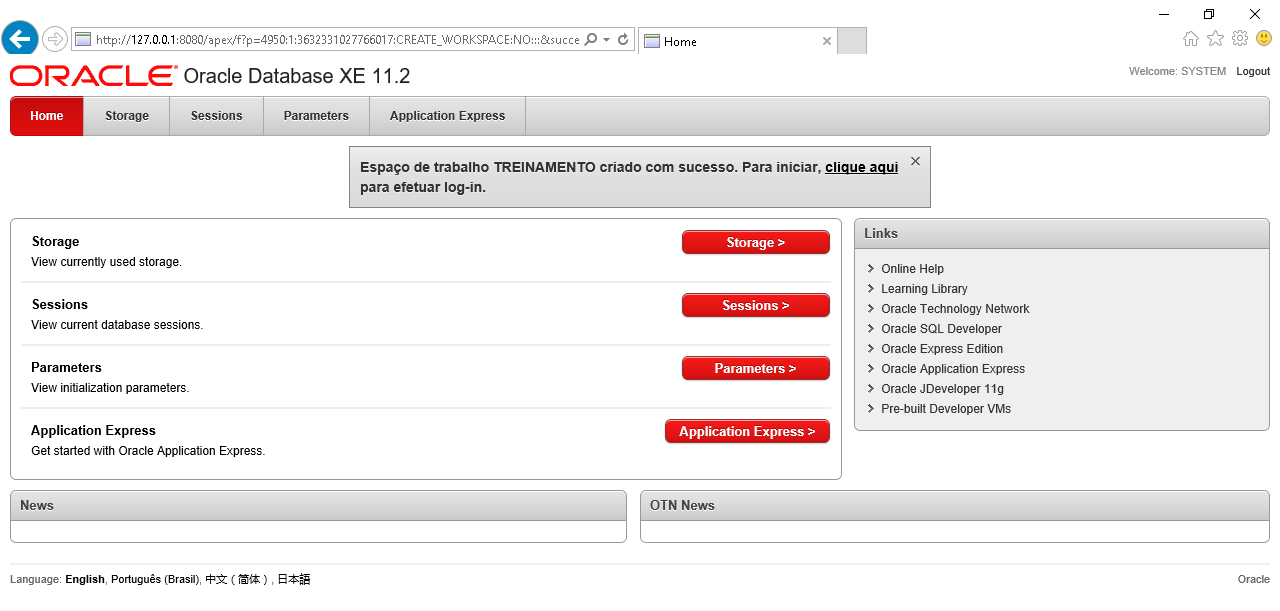 http://127.0.0.1:8080/apex/f?p=4950:1:3632331027766017:CREATE_WORKSPACE:NO:::&succe
Home
ORACLE Oracle Database XE 11.2
Welcome: SYSTEM Logout
Home Storage Sessions Parameters Application Express
Espaço de trabalho TREINAMENTO criado com sucesso. Para iniciar, clique aqui
para efetuar log-in.
Storage
View currently used storage.
Storage >
Sessions
View current database sessions.
Sessions >
Parameters
View initialization parameters.
Parameters >
Application Express
Get started with Oracle Application Express.
Application Express >
Links
Online Help
Learning Library
Oracle Technology Network
Oracle SQL Developer
Oracle Express Edition
Oracle Application Express
Oracle JDeveloper 11g
Pre-built Developer VMs
News
OTN News
Language: English, Português (Brasil), 中文 ( 简体 ) , 日本語
Oracle